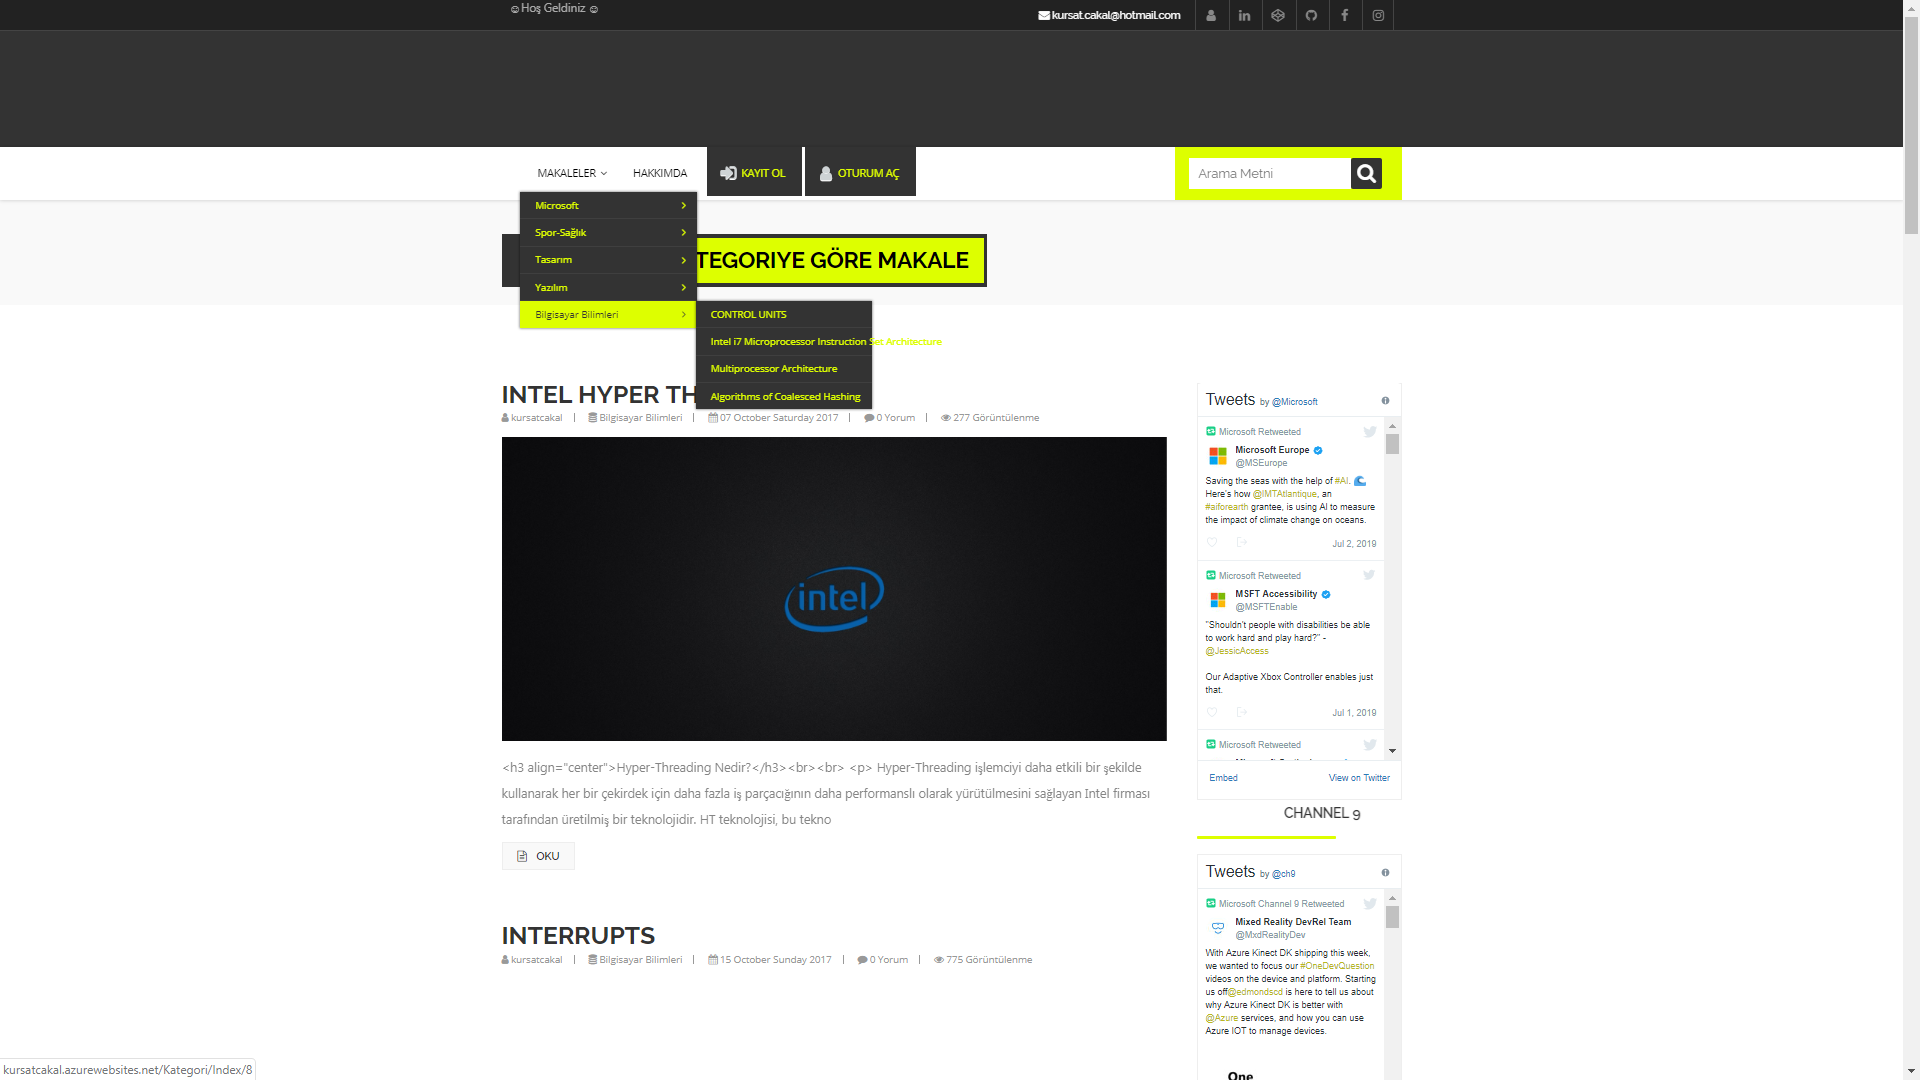 ☺Hoş Geldiniz ☺
kursat.cakal@hotmail.com
MAKALELER
HAKKIMDA
KAYIT OL
OTURUM AÇ
Arama Metni
Microsoft
Spor-Sağlık
Tasarım
Yazılım
Bilgisayar Bilimleri
TEGORIYE GÖRE MAKALE
CONTROL UNITS
Intel i7 Microprocessor Instruction Set Architecture
Multiprocessor Architecture
Algorithms of Coalesced Hashing
INTEL HYPER TH
kursatcakal | Bilgisayar Bilimleri | 07 October Saturday 2017 | 0 Yorum | 277 Görüntülenme
intel
<h3 align="center">Hyper-Threading Nedir?</h3><br><br> <p> Hyper-Threading işlemciyi daha etkili bir şekilde
kullanarak her bir çekirdek için daha fazla iş parçacığının daha performanslı olarak yürütülmesini sağlayan Intel firması
tarafından üretilmiş bir teknolojidir. HT teknolojisi, bu tekno
OKU
INTERRUPTS
kursatcakal | Bilgisayar Bilimleri | 15 October Sunday 2017 | 0 Yorum | 775 Görüntülenme
Tweets by @Microsoft
Microsoft Retweeted
Microsoft Europe
@MSEurope
Saving the seas with the help of #AI. 🌊
Here's how @IMTAtlantique, an
#aiforearth grantee, is using AI to measure
the impact of climate change on oceans.
Jul 2, 2019
Microsoft Retweeted
MSFT Accessibility
@MSFTEnable
"Shouldn't people with disabilities be able
to work hard and play hard?" -
@JessicAccess
Our Adaptive Xbox Controller enables just
that.
Jul 1, 2019
Microsoft Retweeted
Embed
View on Twitter
CHANNEL 9
Tweets by @ch9
Microsoft Channel 9 Retweeted
Mixed Reality DevRel Team
@MxdRealityDev
With Azure Kinect DK shipping this week,
we wanted to focus our #OneDevQuestion
videos on the device and platform. Starting
us off@edmondscd is here to tell us about
why Azure Kinect DK is better with
@Azure services, and how you can use
Azure IOT to manage devices.
One
kursatcakal.azurewebsites.net/Kategori/Index/8